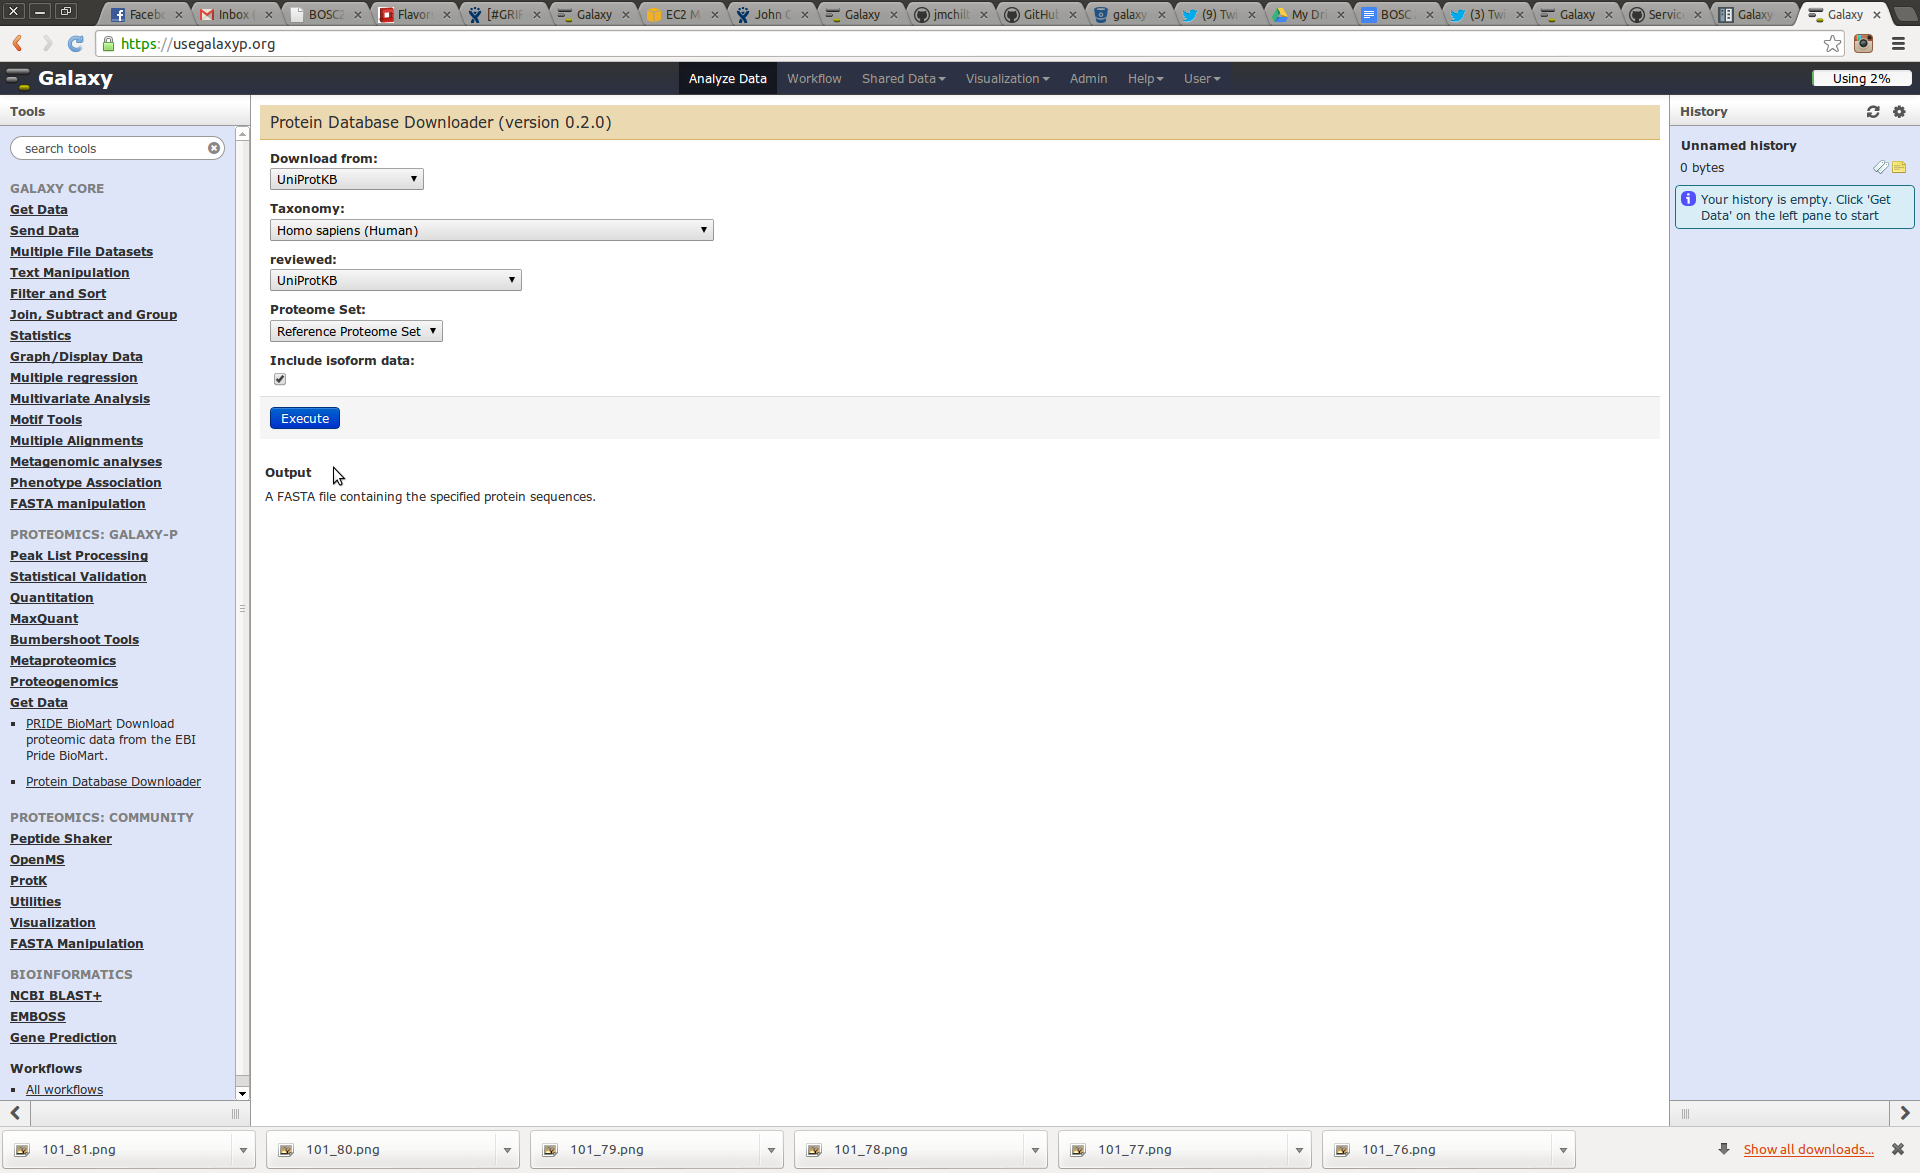 Faceb
Inbox
BOSC2
Flavori
[#GRIF
Galaxy
EC2 M
John C
Galaxy
jmchilt
GitHub
galaxy
(9) Twi
My Dri
BOSC
(3) Twi
Galaxy
Servic
Galaxy
Galaxy
https://usegalaxyp.org
Galaxy
Analyze Data
Workflow
Shared Data
Visualization
Admin
Help
User
Using 2%
Tools
search tools
GALAXY CORE
Get Data
Send Data
Multiple File Datasets
Text Manipulation
Filter and Sort
Join, Subtract and Group
Statistics
Graph/Display Data
Multiple regression
Multivariate Analysis
Motif Tools
Multiple Alignments
Metagenomic analyses
Phenotype Association
FASTA manipulation
PROTEOMICS: GALAXY-P
Peak List Processing
Statistical Validation
Quantitation
MaxQuant
Bumbershoot Tools
Metaproteomics
Proteogenomics
Get Data
PRIDE BioMart Download
proteomic data from the EBI
Pride BioMart.
Protein Database Downloader
PROTEOMICS: COMMUNITY
Peptide Shaker
OpenMS
ProtK
Utilities
Visualization
FASTA Manipulation
BIOINFORMATICS
NCBI BLAST+
EMBOSS
Gene Prediction
Workflows
All workflows
Protein Database Downloader (version 0.2.0)
Download from:
UniProtKB
Taxonomy:
Homo sapiens (Human)
reviewed:
UniProtKB
Proteome Set:
Reference Proteome Set
Include isoform data:
Execute
Output
A FASTA file containing the specified protein sequences.
History
Unnamed history
0 bytes
Your history is empty. Click 'Get
Data' on the left pane to start
101_81.png
101_80.png
101_79.png
101_78.png
101_77.png
101_76.png
Show all downloads...